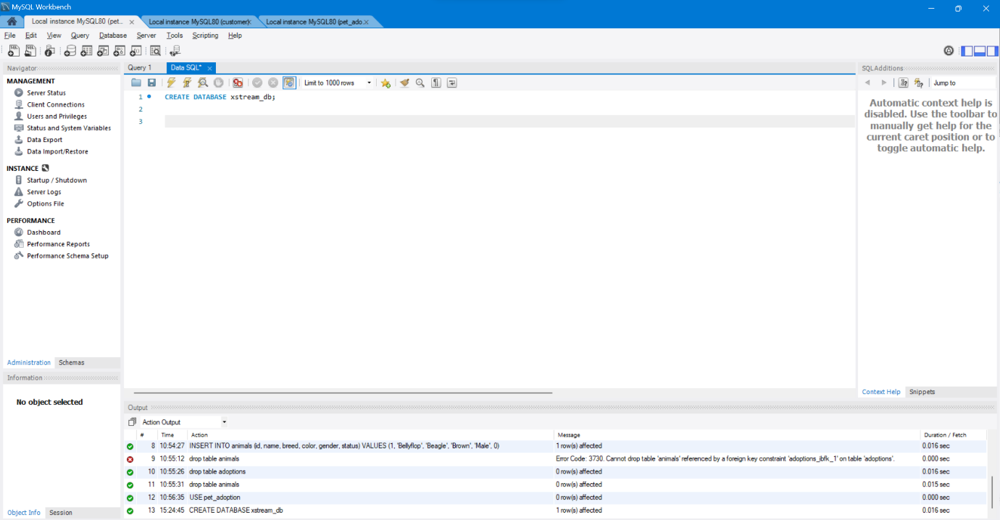 MySQL Workbench
Local instance MySQL80 (pet...
Local instance MySQL80 (customer)
Local instance MySQL80 (pet_ado...
File Edit View Query Database Server Tools Scripting Help
Navigator
MANAGEMENT
Server Status
Client Connections
Users and Privileges
Status and System Variables
Data Export
Data Import/Restore
INSTANCE
Startup / Shutdown
Server Logs
Options File
PERFORMANCE
Dashboard
Performance Reports
Performance Schema Setup
Administration Schemas
Information
No object selected
Object Info Session
Query 1 Data SQL*
Limit to 1000 rows
1 CREATE DATABASE xstream_db;
2
3
SQLAdditions
Jump to
Automatic context help is
disabled. Use the toolbar to
manually get help for the
current caret position or to
toggle automatic help.
Context Help Snippets
Output
Action Output
# Time Action Message Duration / Fetch
8 10:54:27 INSERT INTO animals (id, name, breed, color, gender, status) VALUES (1, 'Bellyflop', 'Beagle', 'Brown', 'Male', 0) 1 row(s) affected 0.016 sec
9 10:55:12 drop table animals Error Code: 3730. Cannot drop table 'animals' referenced by a foreign key constraint 'adoptions_ibfk_1' on table 'adoptions'. 0.000 sec
10 10:55:26 drop table adoptions 0 row(s) affected 0.016 sec
11 10:55:31 drop table animals 0 row(s) affected 0.015 sec
12 10:56:35 USE pet_adoption 0 row(s) affected 0.000 sec
13 15:24:45 CREATE DATABASE xstream_db 1 row(s) affected 0.016 sec